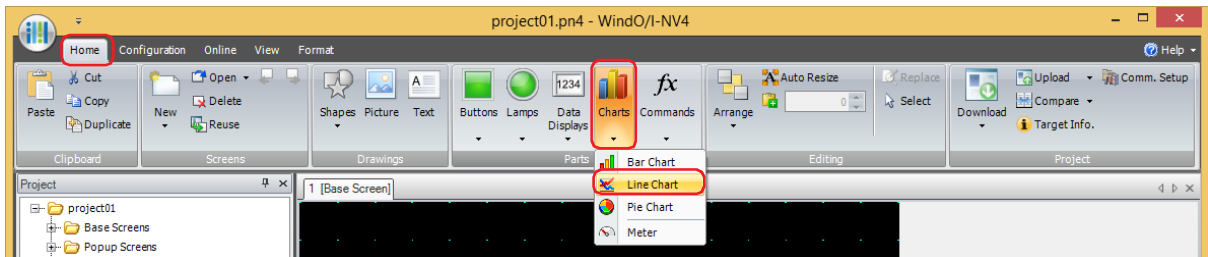 project01.pn4 - WindO/I-NV4
Home Configuration Online View Format Help
Cut Open Auto Resize Replace Upload Comm. Setup
Copy Delete 0 Select Compare
Duplicate Reuse Target Info.
Paste New Shapes Picture Text Buttons Lamps 1234 Data Displays Charts fx Commands Arrange Download
Clipboard Screens Drawings Parts Editing Project
Bar Chart
Line Chart
Pie Chart
Meter
Project 1 [Base Screen]
project01
Base Screens
Popup Screens